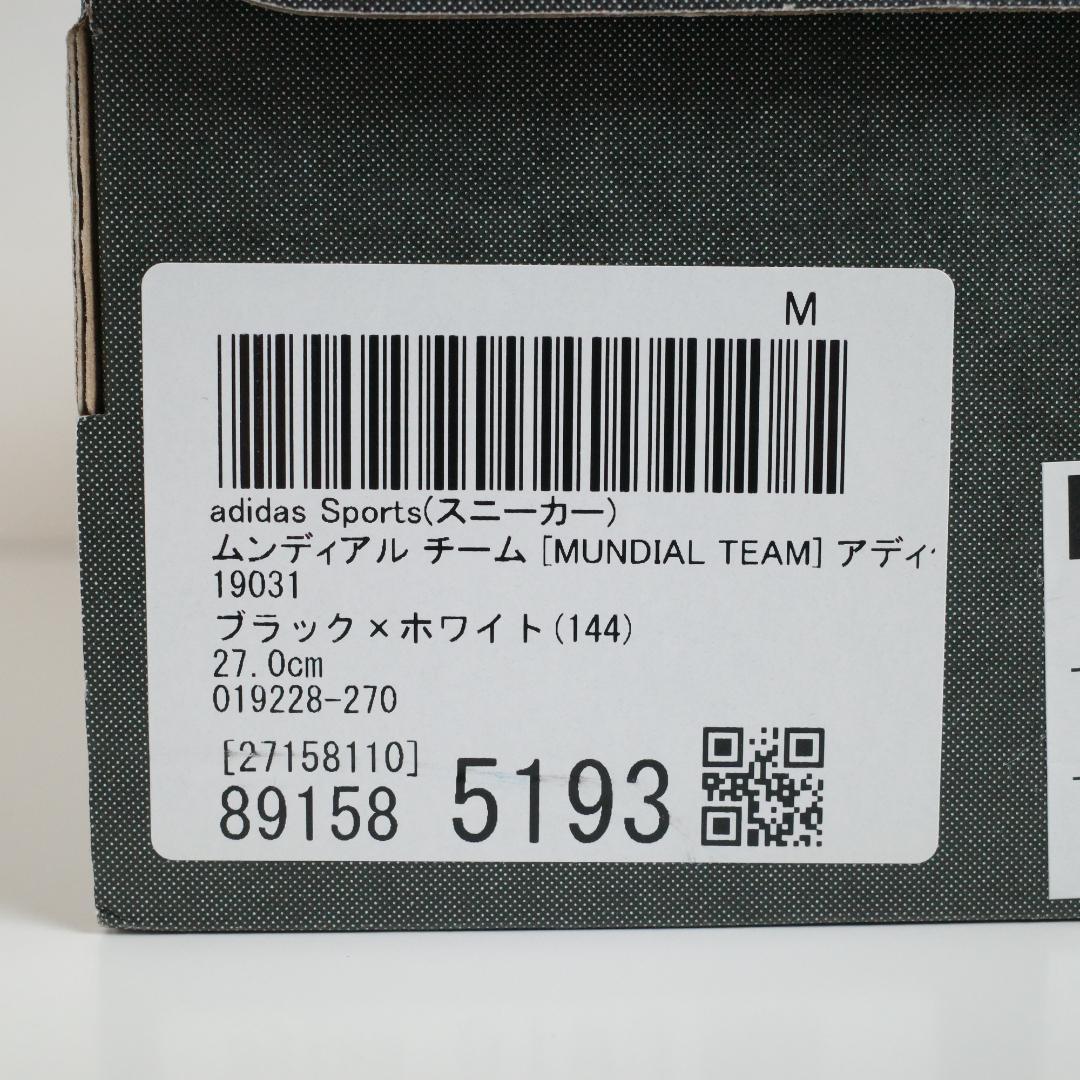 M
adidas Sports(スニーカー)
ムンディアル チーム [MUNDIAL TEAM] アディ
19031
ブラック×ホワイト(144)
27.0cm
019228-270
[27158110]
89158 5193